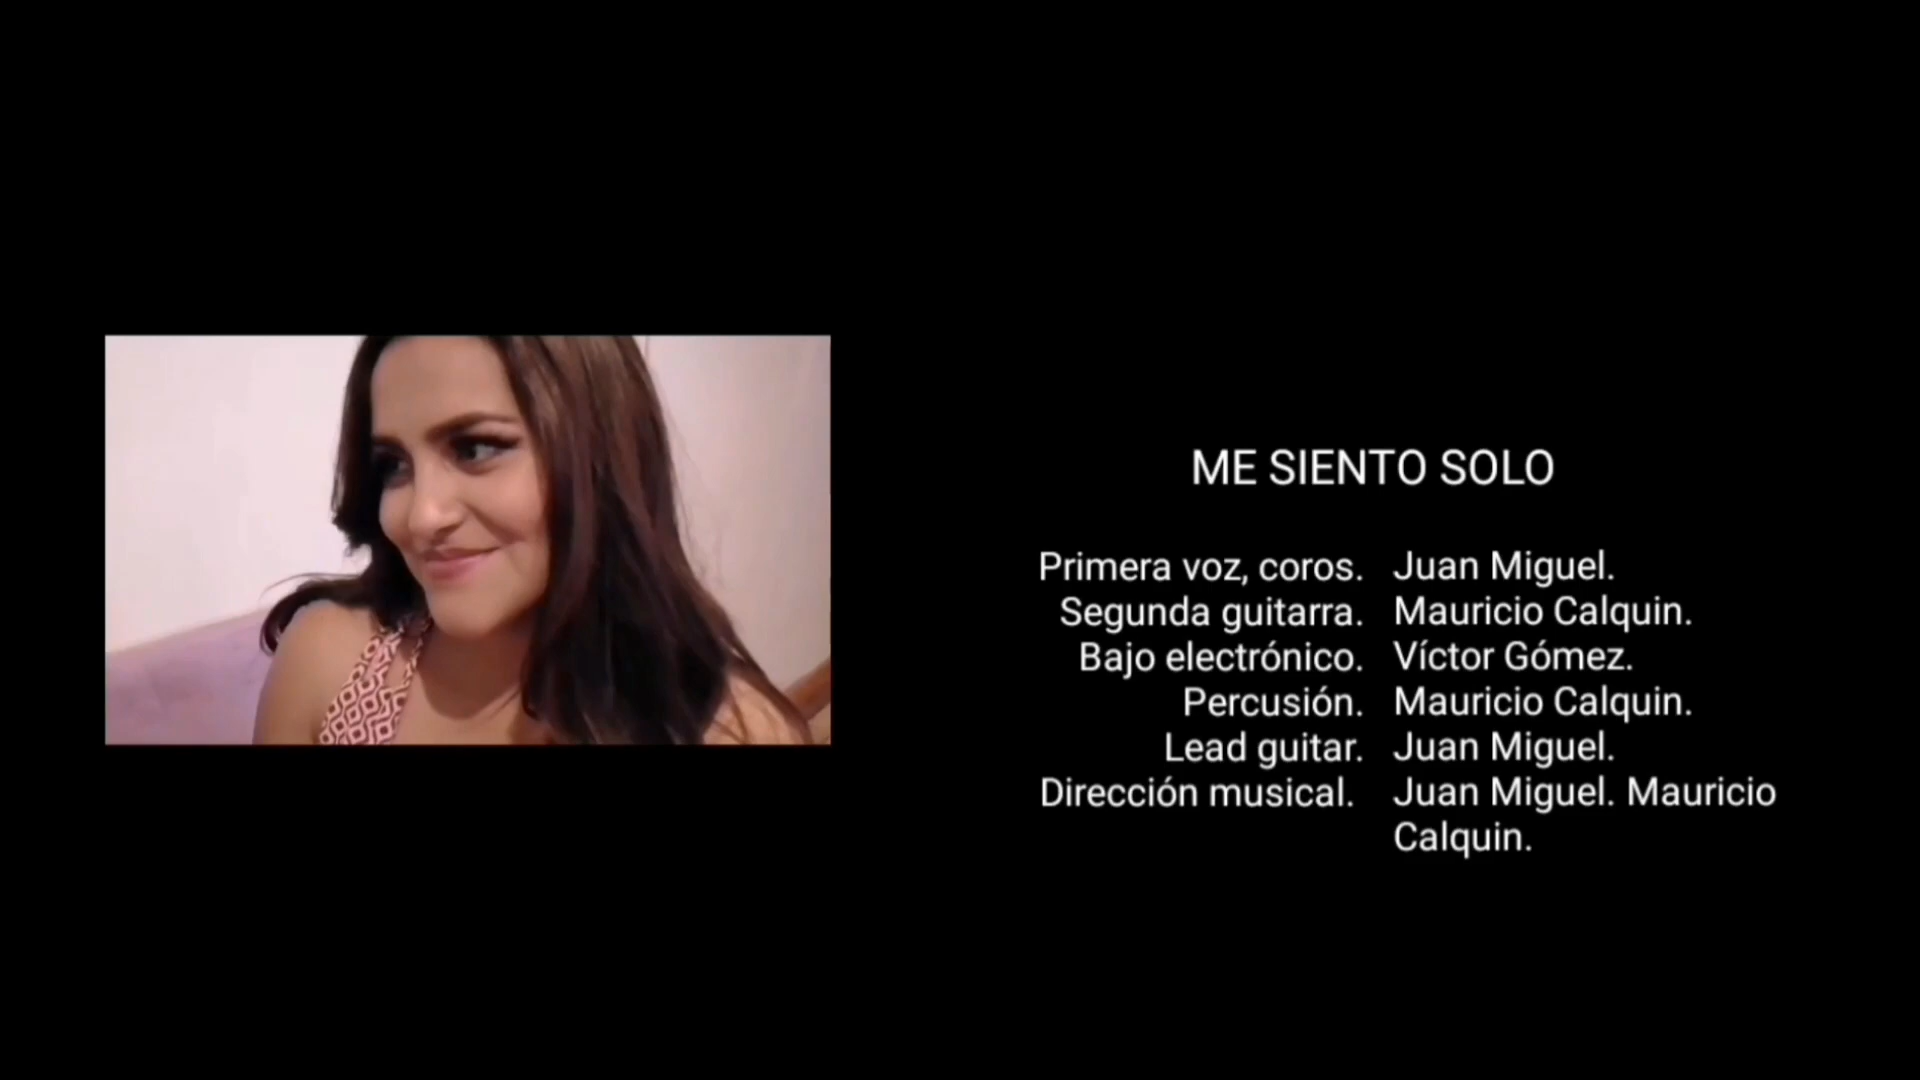 ME SIENTO SOLO
Primera voz, coros. Juan Miguel.
Segunda guitarra. Mauricio Calquin.
Bajo electrónico. Víctor Gómez.
Percusión. Mauricio Calquin.
Lead guitar. Juan Miguel.
Dirección musical. Juan Miguel. Mauricio
Calquin.